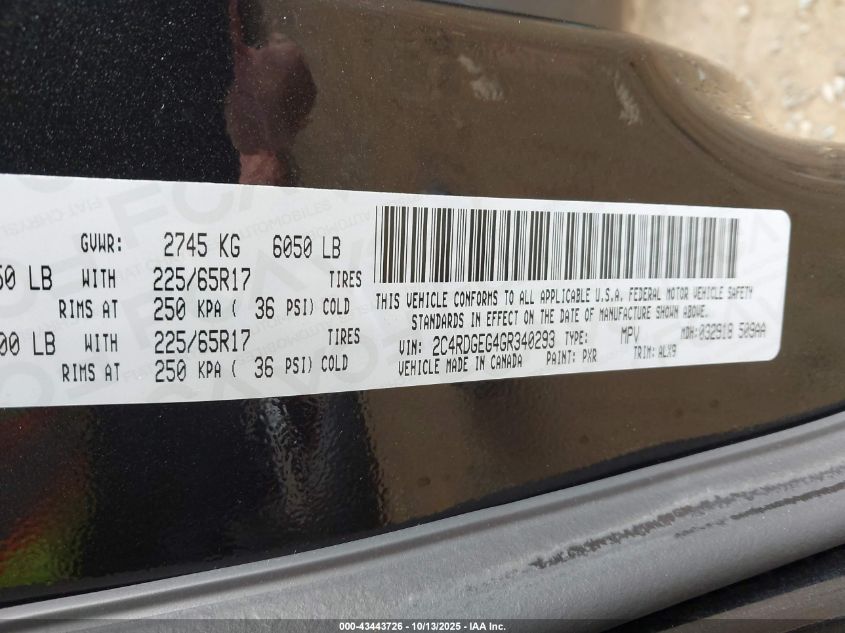 GVWR: 2745 KG 6050 LB
50 LB WITH 225/65R17 TIRES
RIMS AT 250 KPA ( 36 PSI) COLD
00 LB WITH 225/65R17 TIRES
RIMS AT 250 KPA ( 36 PSI) COLD
THIS VEHICLE CONFORMS TO ALL APPLICABLE U.S.A. FEDERAL MOTOR VEHICLE SAFETY
STANDARDS IN EFFECT ON THE DATE OF MANUFACTURE SHOWN ABOVE.
VIN: 2C4RDGEG4GR340293 TYPE: MPV MDH: 032918 509AA
VEHICLE MADE IN CANADA PAINT: PXR TRIM: ALX9
000-43443726 | 10/13/2025 | IAA Inc.